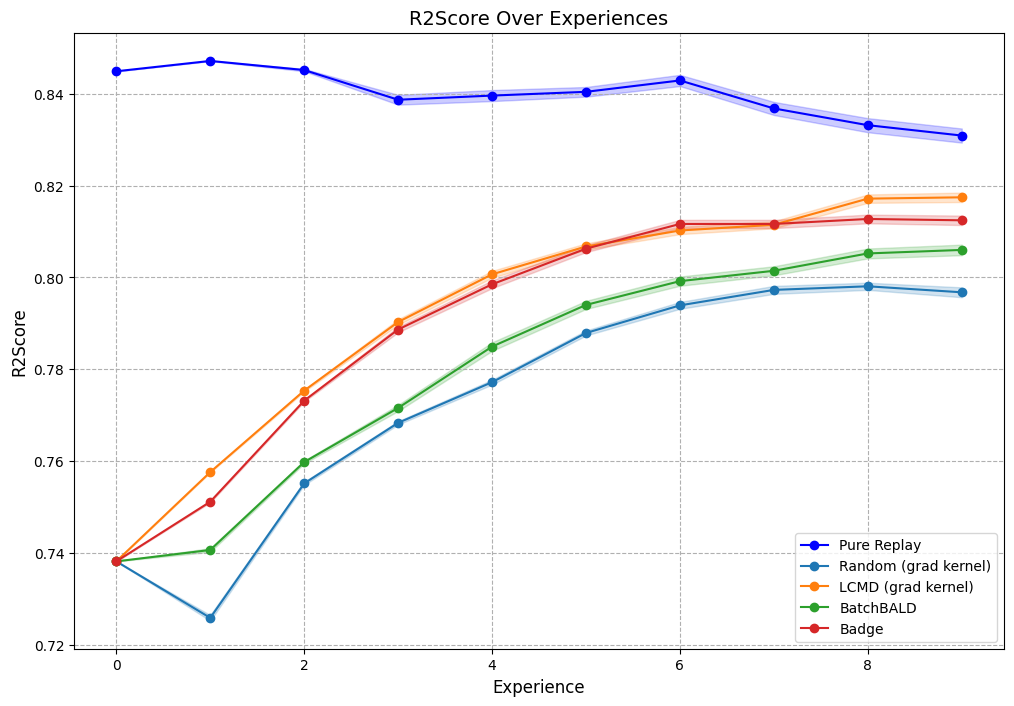 R2Score Over Experiences
R2Score
0.84
0.82
0.80
0.78
0.76
0.74
0.72
0
2
4
6
8
Experience
Pure Replay
Random (grad kernel)
LCMD (grad kernel)
BatchBALD
Badge